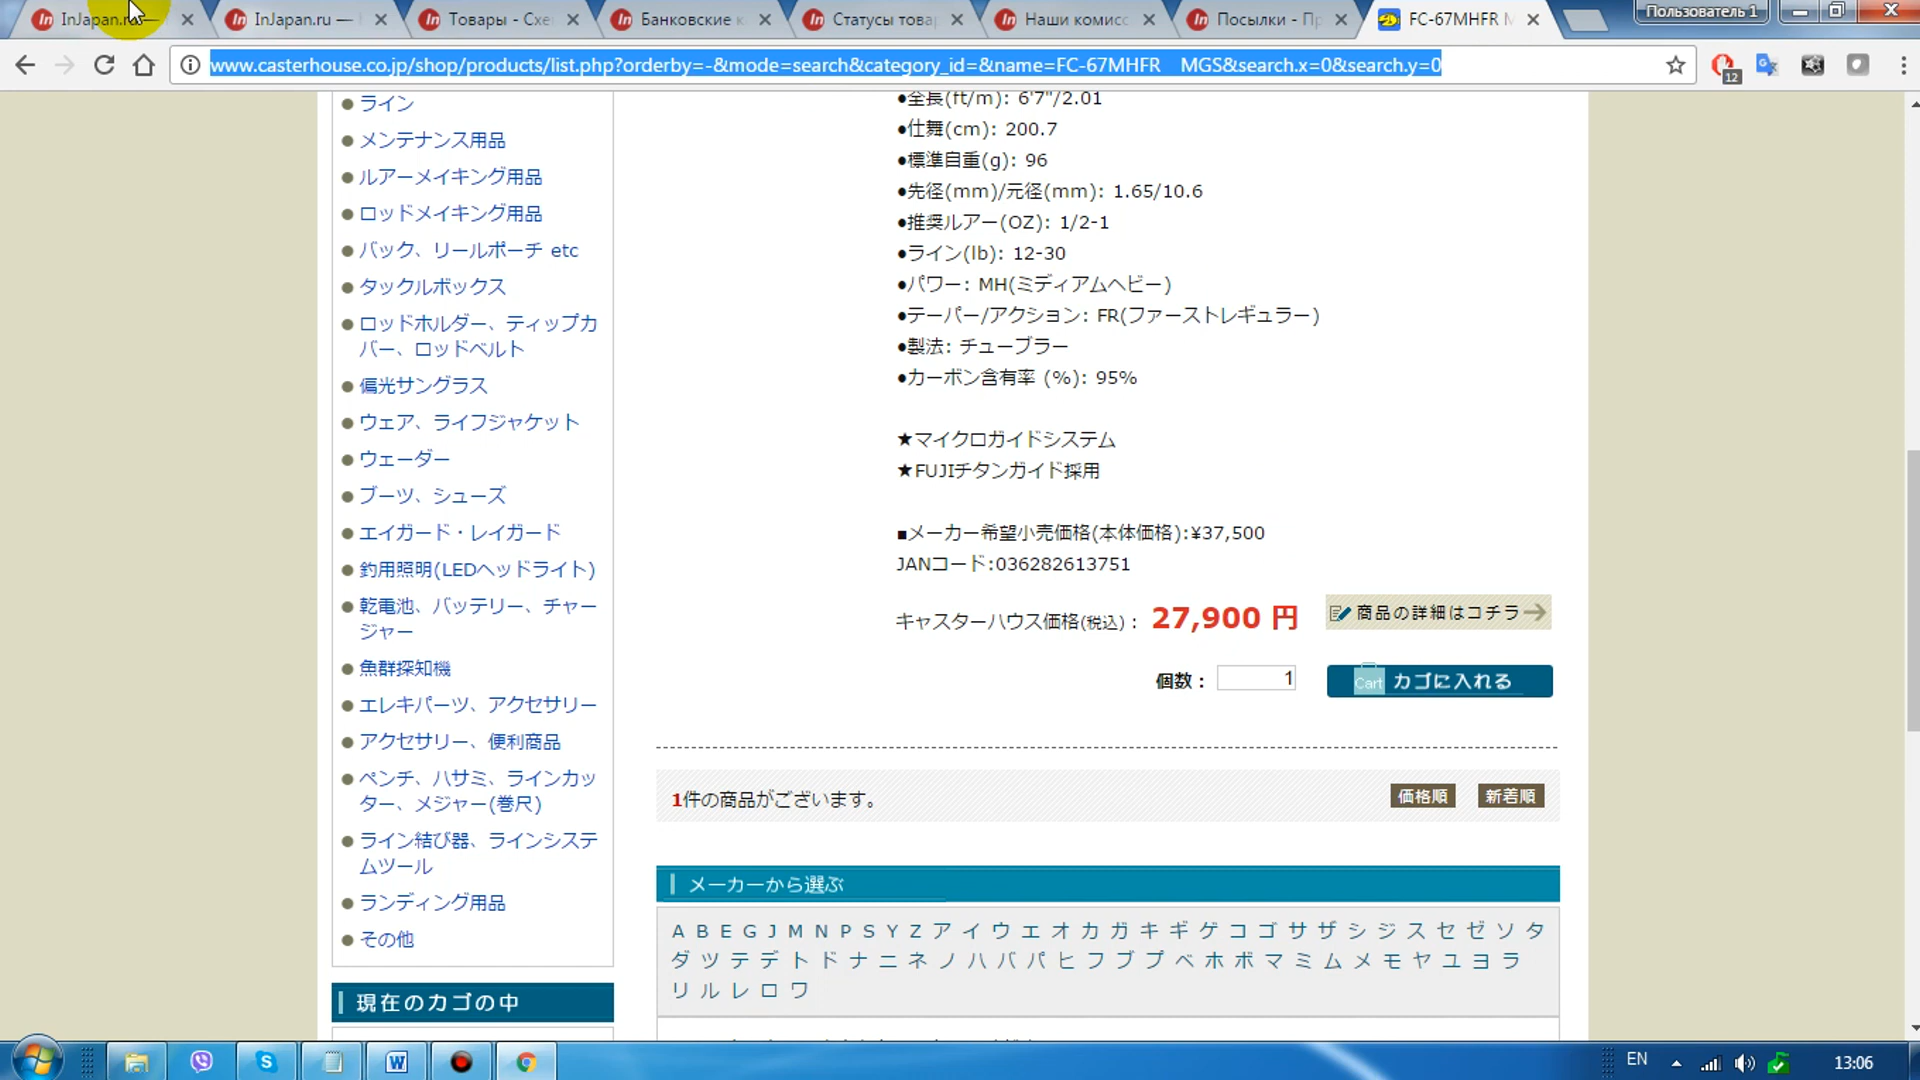 InJapan.ru —
InJapan.ru —
Товары - Схе
Банковские к
Статусы това
Наши комисс
Посылки - Пр
FC-67MHFR M
Пользователь 1
www.casterhouse.co.jp/shop/products/list.php?orderby=-&mode=search&category_id=&name=FC-67MHFR　MGS&search.x=0&search.y=0
12
ライン
メンテナンス用品
ルアーメイキング用品
ロッドメイキング用品
バック、リールポーチ etc
タックルボックス
ロッドホルダー、ティップカ
バー、ロッドベルト
偏光サングラス
ウェア、ライフジャケット
ウェーダー
ブーツ、シューズ
エイガード・レイガード
釣用照明(LEDヘッドライト)
乾電池、バッテリー、チャー
ジャー
魚群探知機
エレキパーツ、アクセサリー
アクセサリー、便利商品
ペンチ、ハサミ、ラインカッ
ター、メジャー(巻尺)
ライン結び器、ラインシステ
ムツール
ランディング用品
その他
現在のカゴの中
●全長(ft/m): 6'7"/2.01
●仕舞(cm): 200.7
●標準自重(g): 96
●先径(mm)/元径(mm): 1.65/10.6
●推奨ルアー(OZ): 1/2-1
●ライン(lb): 12-30
●パワー: MH(ミディアムヘビー)
●テーパー/アクション: FR(ファーストレギュラー)
●製法: チューブラー
●カーボン含有率 (%): 95%
★マイクロガイドシステム
★FUJIチタンガイド採用
■メーカー希望小売価格(本体価格):¥37,500
JANコード:036282613751
キャスターハウス価格(税込)： 27,900 円
商品の詳細はコチラ
個数： 1
Cart カゴに入れる
1件の商品がございます。
価格順 新着順
メーカーから選ぶ
A B E G J M N P S Y Z ア イ ウ エ オ カ ガ キ ギ ゲ コ ゴ サ ザ シ ジ ス セ ゼ ソ タ
ダ ツ テ デ ト ド ナ ニ ネ ノ ハ バ パ ヒ フ ブ プ ベ ホ ボ マ ミ ム メ モ ヤ ユ ヨ ラ
リ ル レ ロ ワ
EN
13:06